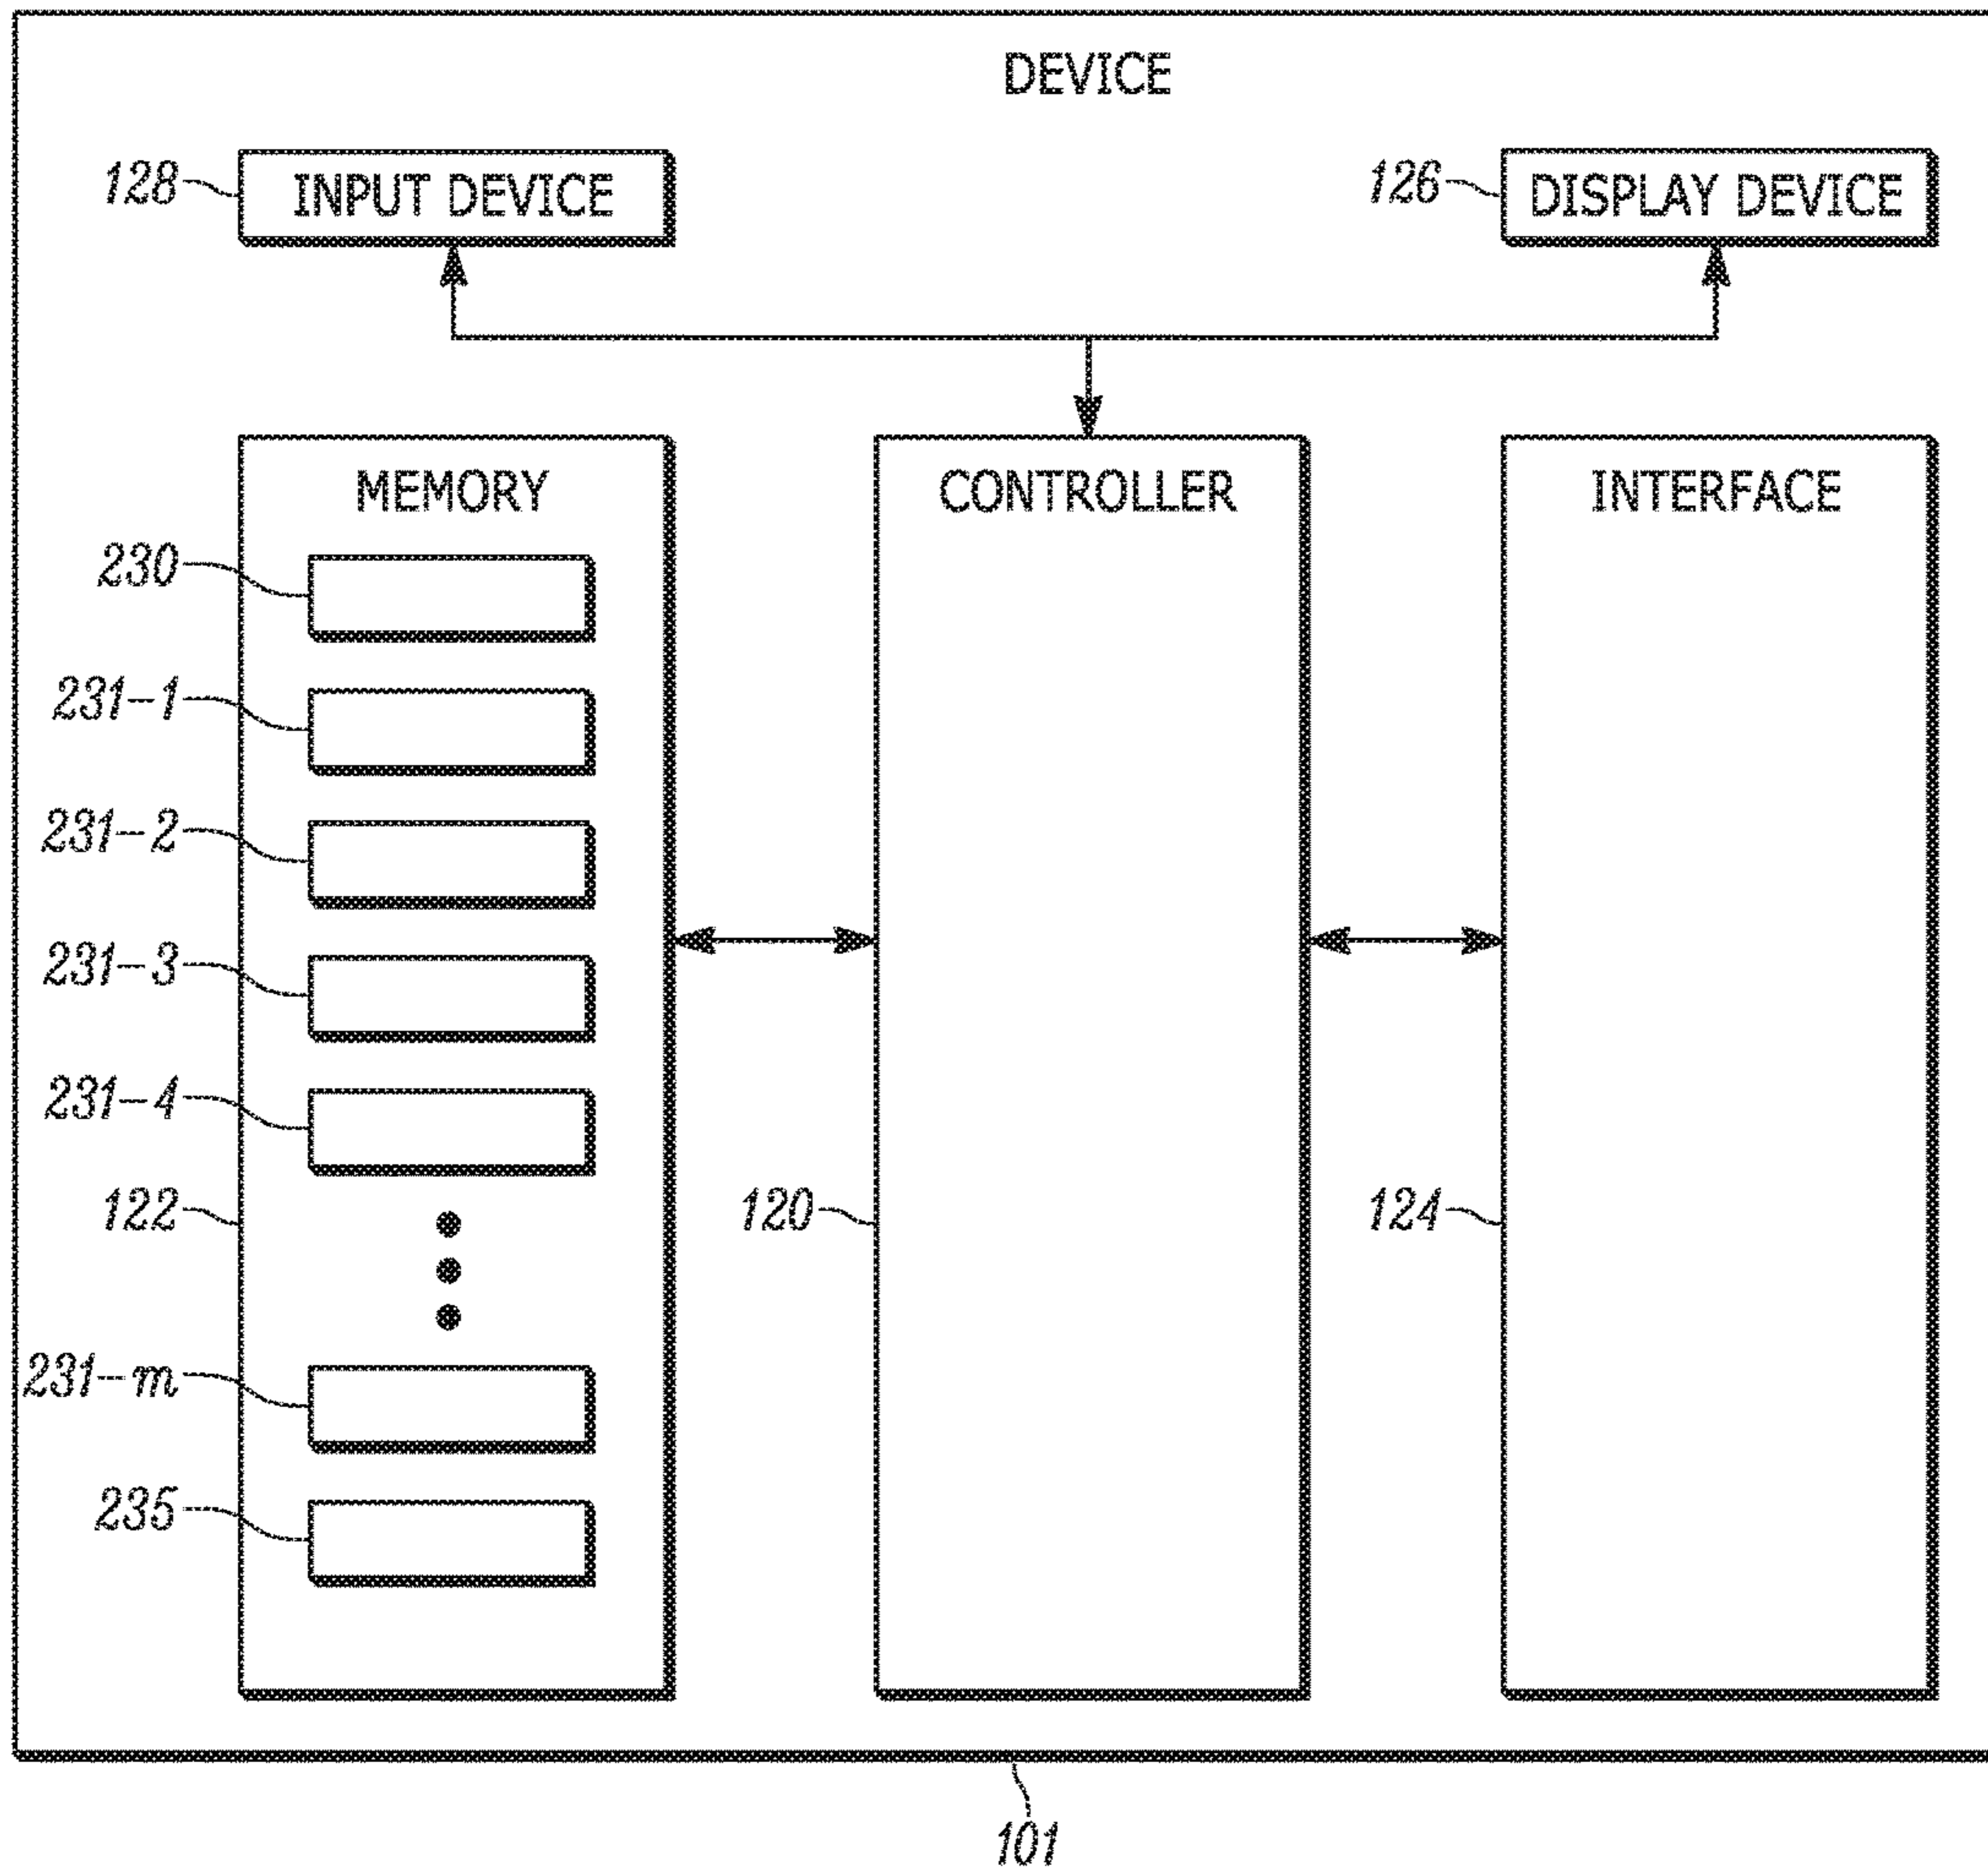 DEVICE
128 INPUT DEVICE
126 DISPLAY DEVICE
MEMORY
CONTROLLER
INTERFACE
230
231-1
231-2
231-3
231-4
122
120
124
231-m
235
101